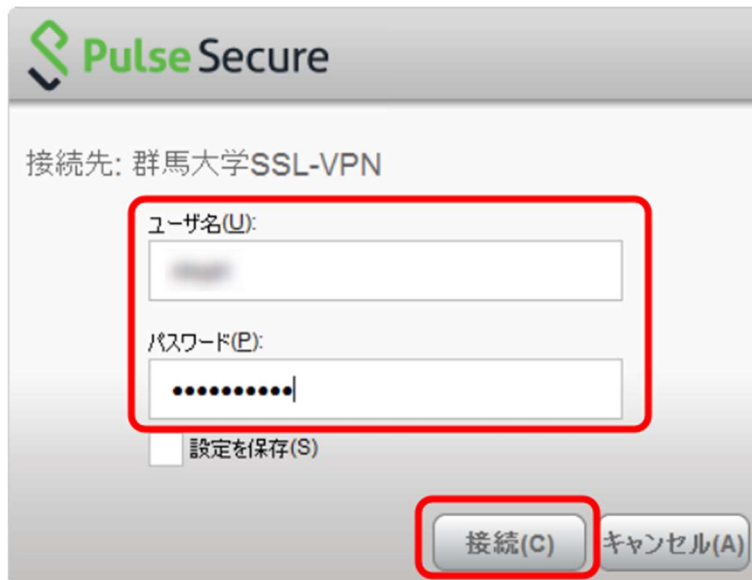 Pulse Secure
接続先: 群馬大学SSL-VPN
ユーザ名(U):
パスワード(P):
••••••••••
設定を保存(S)
接続(C) キャンセル(A)